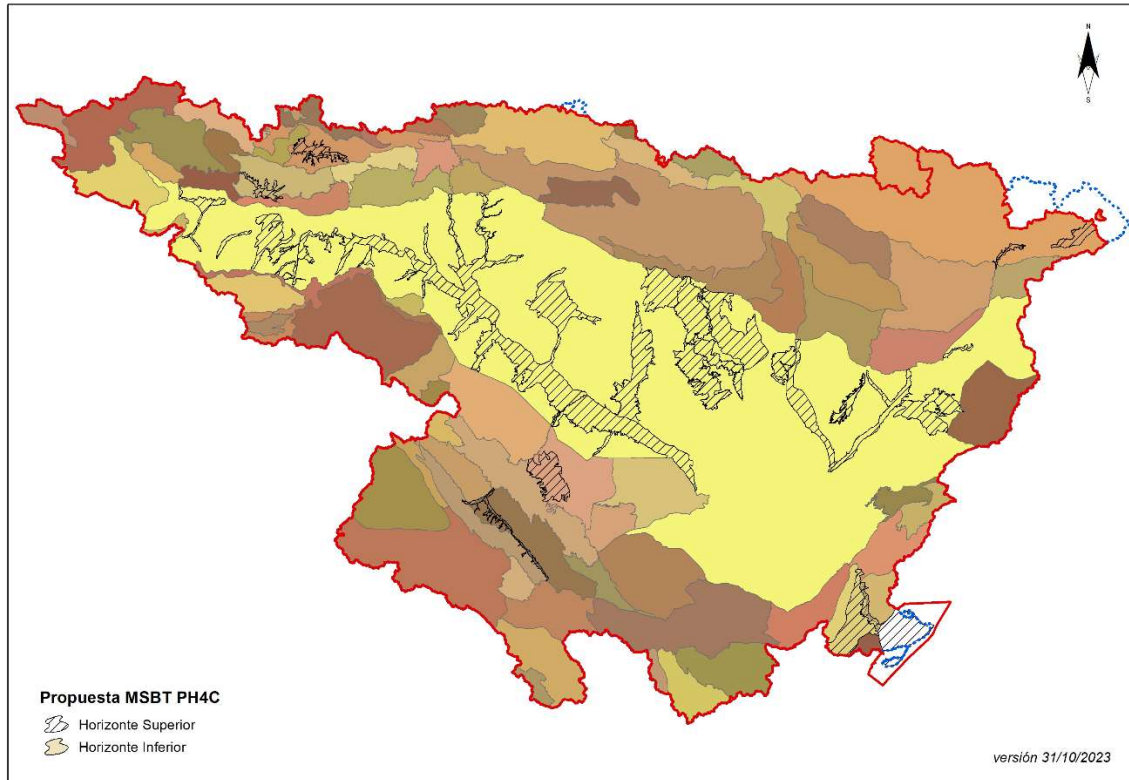 N
S
Propuesta MSBT PH4C
Horizonte Superior
Horizonte Inferior
versión 31/10/2023